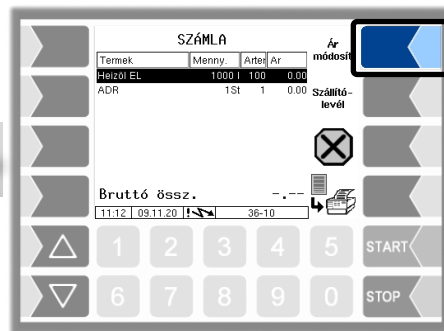 SZÁMLA
Ár
módosít
Termek Menny. Arter Ar
Heizöl EL 1000 l 100 0.00
ADR 1St 1 0.00
Szállító-
levél
Bruttó össz. -.--
11:12 09.11.20 36-10
1 2 3 4 5 START
6 7 8 9 0 STOP